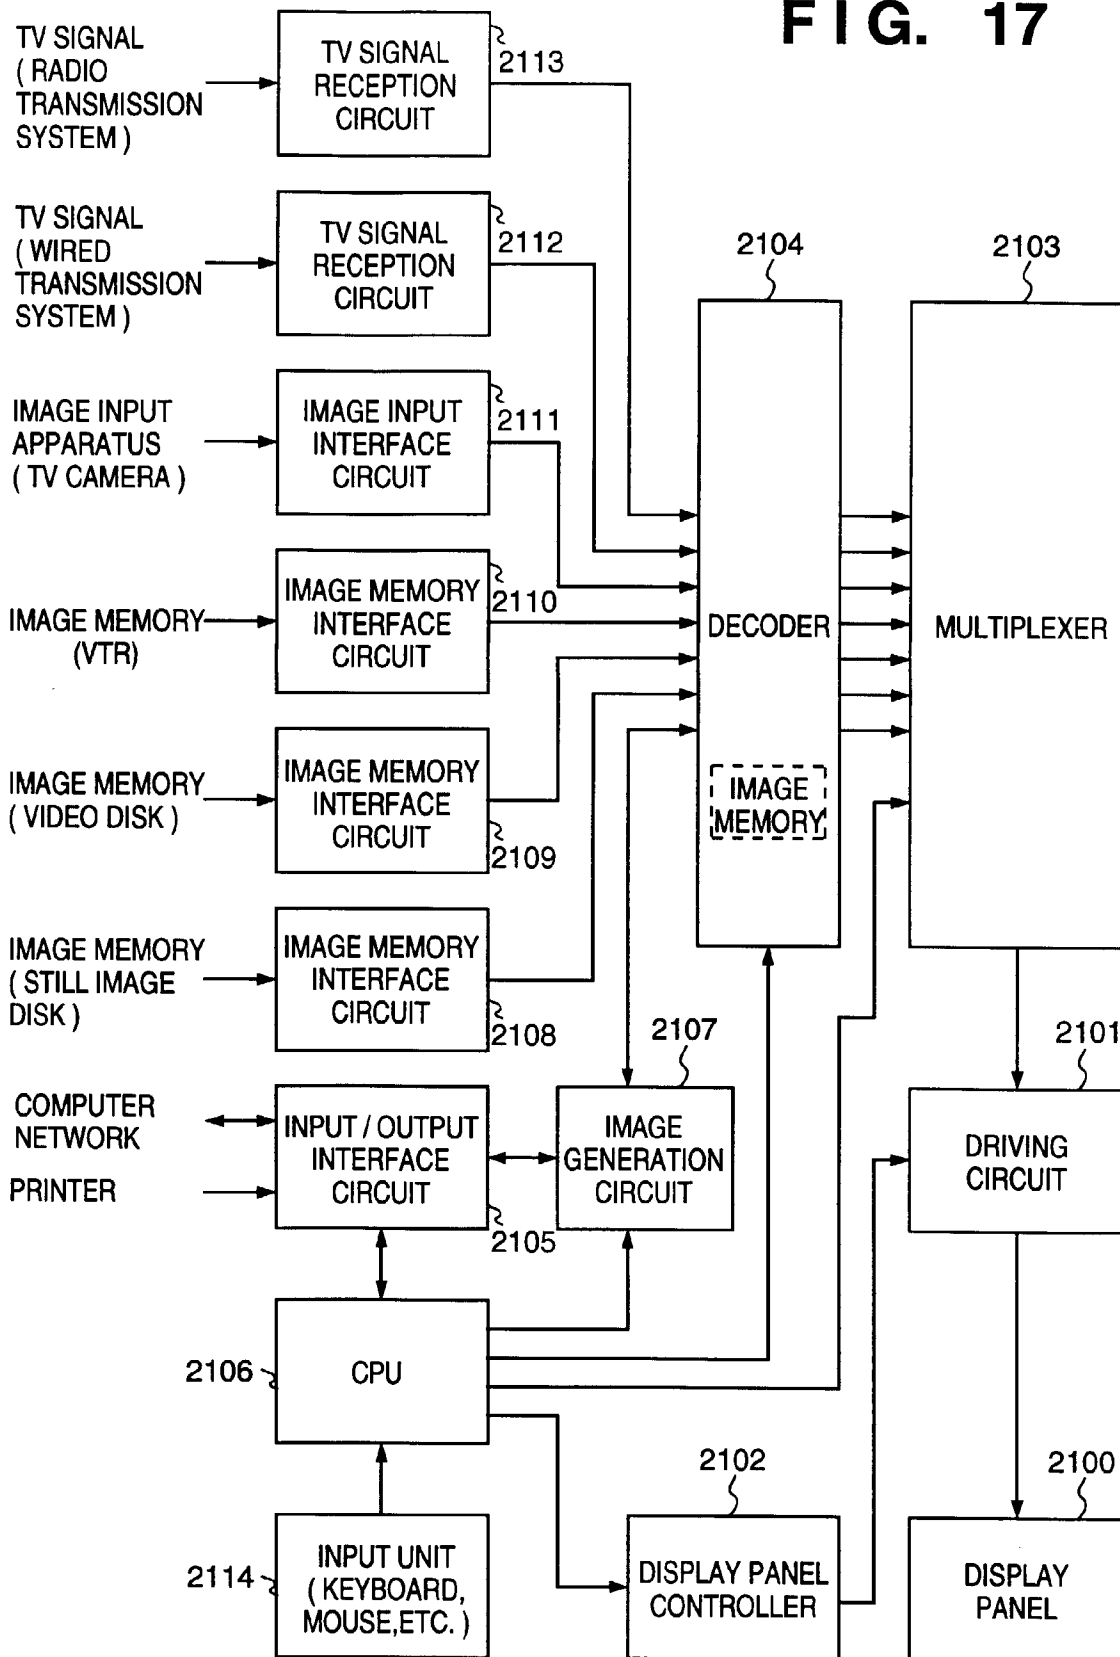 FIG. 17
TV SIGNAL
( RADIO
TRANSMISSION
SYSTEM )
TV SIGNAL
RECEPTION
CIRCUIT
2113
TV SIGNAL
( WIRED
TRANSMISSION
SYSTEM )
TV SIGNAL
RECEPTION
CIRCUIT
2112
2104
2103
IMAGE INPUT
APPARATUS
( TV CAMERA )
IMAGE INPUT
INTERFACE
CIRCUIT
2111
IMAGE MEMORY
(VTR)
IMAGE MEMORY
INTERFACE
CIRCUIT
2110
DECODER
MULTIPLEXER
IMAGE MEMORY
( VIDEO DISK )
IMAGE MEMORY
INTERFACE
CIRCUIT
2109
IMAGE
MEMORY
IMAGE MEMORY
( STILL IMAGE
DISK )
IMAGE MEMORY
INTERFACE
CIRCUIT
2108
2107
2101
COMPUTER
NETWORK
PRINTER
INPUT / OUTPUT
INTERFACE
CIRCUIT
2105
IMAGE
GENERATION
CIRCUIT
DRIVING
CIRCUIT
2106
CPU
2102
2100
2114
INPUT UNIT
( KEYBOARD,
MOUSE,ETC. )
DISPLAY PANEL
CONTROLLER
DISPLAY
PANEL